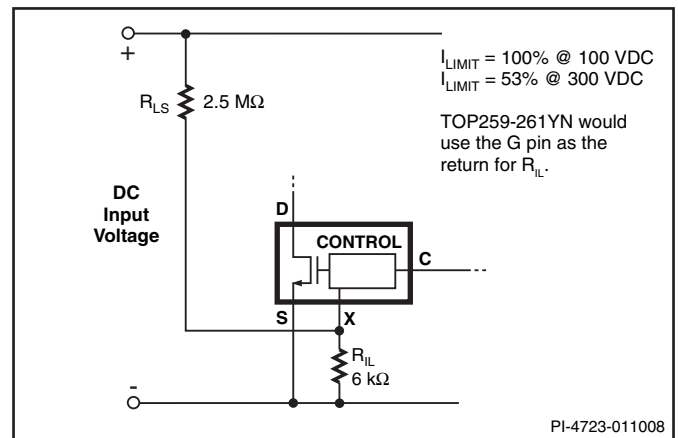 +
I_LIMIT = 100% @ 100 VDC
I_LIMIT = 53% @ 300 VDC
R_LS 2.5 MΩ
TOP259-261YN would
use the G pin as the
return for R_IL.
DC
Input
Voltage
D
CONTROL
C
S
X
R_IL
6 kΩ
-
PI-4723-011008